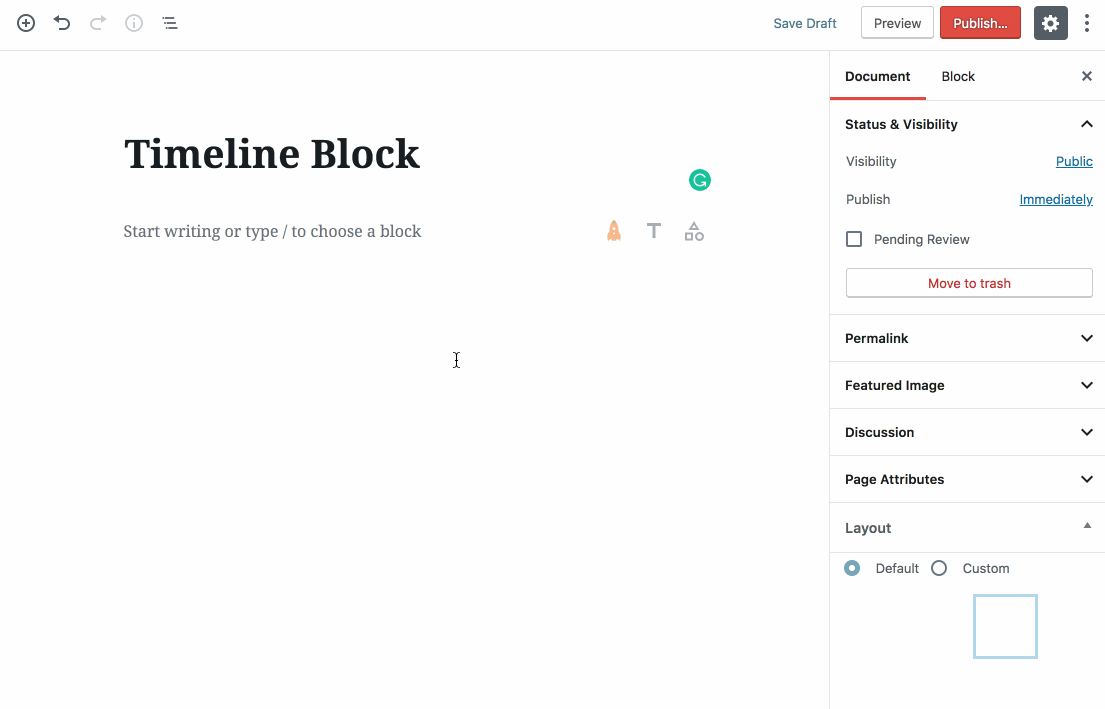 Save Draft
Preview
Publish...
Document
Block
Status & Visibility
Visibility
Public
Publish
Immediately
Pending Review
Move to trash
Permalink
Featured Image
Discussion
Page Attributes
Layout
Default
Custom
Timeline Block
Start writing or type / to choose a block